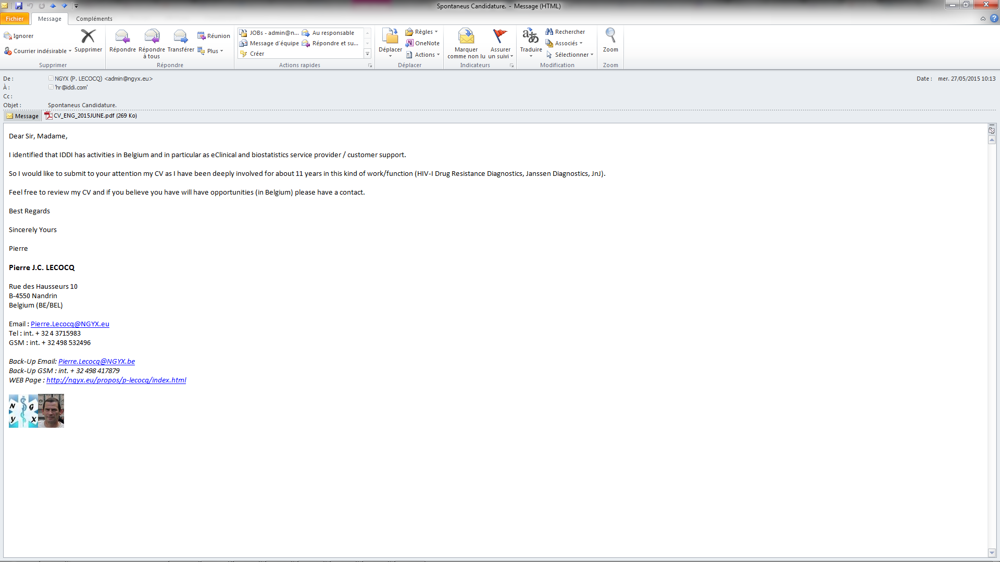 Spontaneus Candidature. - Message (HTML)
Fichier
Message
Compléments
Ignorer
Courrier indésirable
Supprimer
Supprimer
Répondre
Répondre à tous
Transférer
Réunion
Plus
Répondre
JOBs - admin@n...
Au responsable
Message d'équipe
Répondre et su...
Créer
Actions rapides
Déplacer
Règles
OneNote
Actions
Déplacer
Marquer comme non lu
Assurer un suivi
Indicateurs
Traduire
Rechercher
Associés
Sélectionner
Modification
Zoom
Zoom
De : NGYX (P. LECOCQ) <admin@ngyx.eu>
Date : mer. 27/05/2015 10:13
À : 'hr@iddi.com'
Cc :
Objet : Spontaneus Candidature.
Message
CV_ENG_2015JUNE.pdf (269 Ko)
Dear Sir, Madame,
I identified that IDDI has activities in Belgium and in particular as eClinical and biostatistics service provider / customer support.
So I would like to submit to your attention my CV as I have been deeply involved for about 11 years in this kind of work/function (HIV-I Drug Resistance Diagnostics, Janssen Diagnostics, JnJ).
Feel free to review my CV and if you believe you have will have opportunities (in Belgium) please have a contact.
Best Regards
Sincerely Yours
Pierre
Pierre J.C. LECOCQ
Rue des Hausseurs 10
B-4550 Nandrin
Belgium (BE/BEL)
Email : Pierre.Lecocq@NGYX.eu
Tel : int. + 32 4 3715983
GSM : int. + 32 498 532496
Back-Up Email: Pierre.Lecocq@NGYX.be
Back-Up GSM : int. + 32 498 417879
WEB Page : http://ngyx.eu/propos/p-lecocq/index.html
N G
Y X